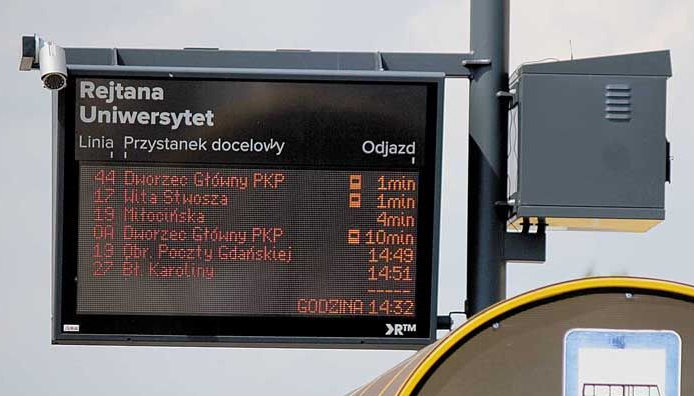 Rejtana
Uniwersytet
Linia Przystanek docelowy Odjazd
44 Dworzec Główny PKP 1min
17 Wita Stwosza 1min
19 Miłocińska 4min
0A Dworzec Główny PKP 10min
13 Obr. Poczty Gdańskiej 14:49
27 Bł. Karoliny 14:51
-----
GODZINA 14:32
RTM